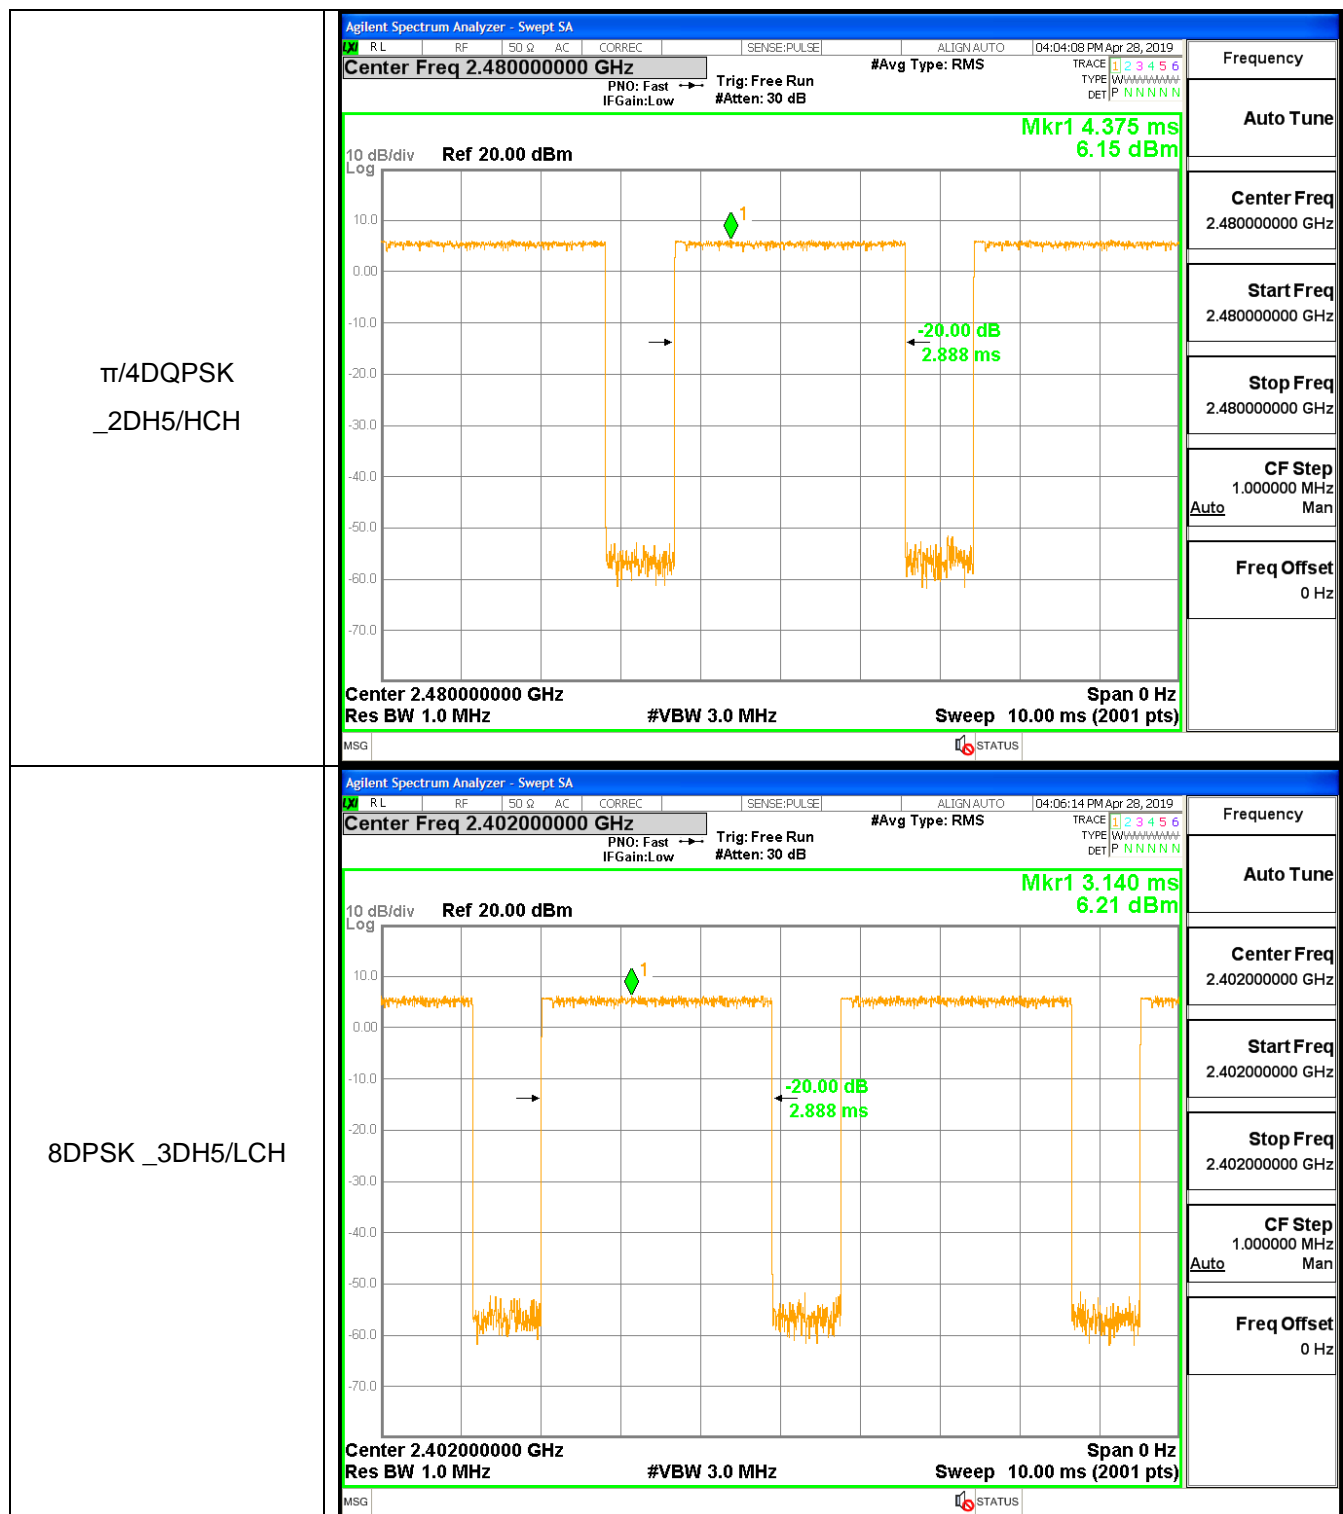 π/4DQPSK
_2DH5/HCH
Agilent Spectrum Analyzer - Swept SA
LXI RL RF 50 Ω AC CORREC SENSE:PULSE ALIGN AUTO 04:04:08 PM Apr 28, 2019
Center Freq 2.480000000 GHz #Avg Type: RMS TRACE 1 2 3 4 5 6
PNO: Fast Trig: Free Run TYPE
IFGain:Low #Atten: 30 dB DET P N N N N N
Mkr1 4.375 ms
6.15 dBm
10 dB/div Ref 20.00 dBm
Log
10.0
0.00
-10.0
-20.0
-30.0
-40.0
-50.0
-60.0
-70.0
1
-20.00 dB
2.888 ms
Center 2.480000000 GHz Span 0 Hz
Res BW 1.0 MHz #VBW 3.0 MHz Sweep 10.00 ms (2001 pts)
MSG STATUS
Frequency
Auto Tune
Center Freq
2.480000000 GHz
Start Freq
2.480000000 GHz
Stop Freq
2.480000000 GHz
CF Step
1.000000 MHz
Auto Man
Freq Offset
0 Hz
8DPSK _3DH5/LCH
Agilent Spectrum Analyzer - Swept SA
LXI RL RF 50 Ω AC CORREC SENSE:PULSE ALIGN AUTO 04:06:14 PM Apr 28, 2019
Center Freq 2.402000000 GHz #Avg Type: RMS TRACE 1 2 3 4 5 6
PNO: Fast Trig: Free Run TYPE
IFGain:Low #Atten: 30 dB DET P N N N N N
Mkr1 3.140 ms
6.21 dBm
10 dB/div Ref 20.00 dBm
Log
10.0
0.00
-10.0
-20.0
-30.0
-40.0
-50.0
-60.0
-70.0
1
-20.00 dB
2.888 ms
Center 2.402000000 GHz Span 0 Hz
Res BW 1.0 MHz #VBW 3.0 MHz Sweep 10.00 ms (2001 pts)
MSG STATUS
Frequency
Auto Tune
Center Freq
2.402000000 GHz
Start Freq
2.402000000 GHz
Stop Freq
2.402000000 GHz
CF Step
1.000000 MHz
Auto Man
Freq Offset
0 Hz